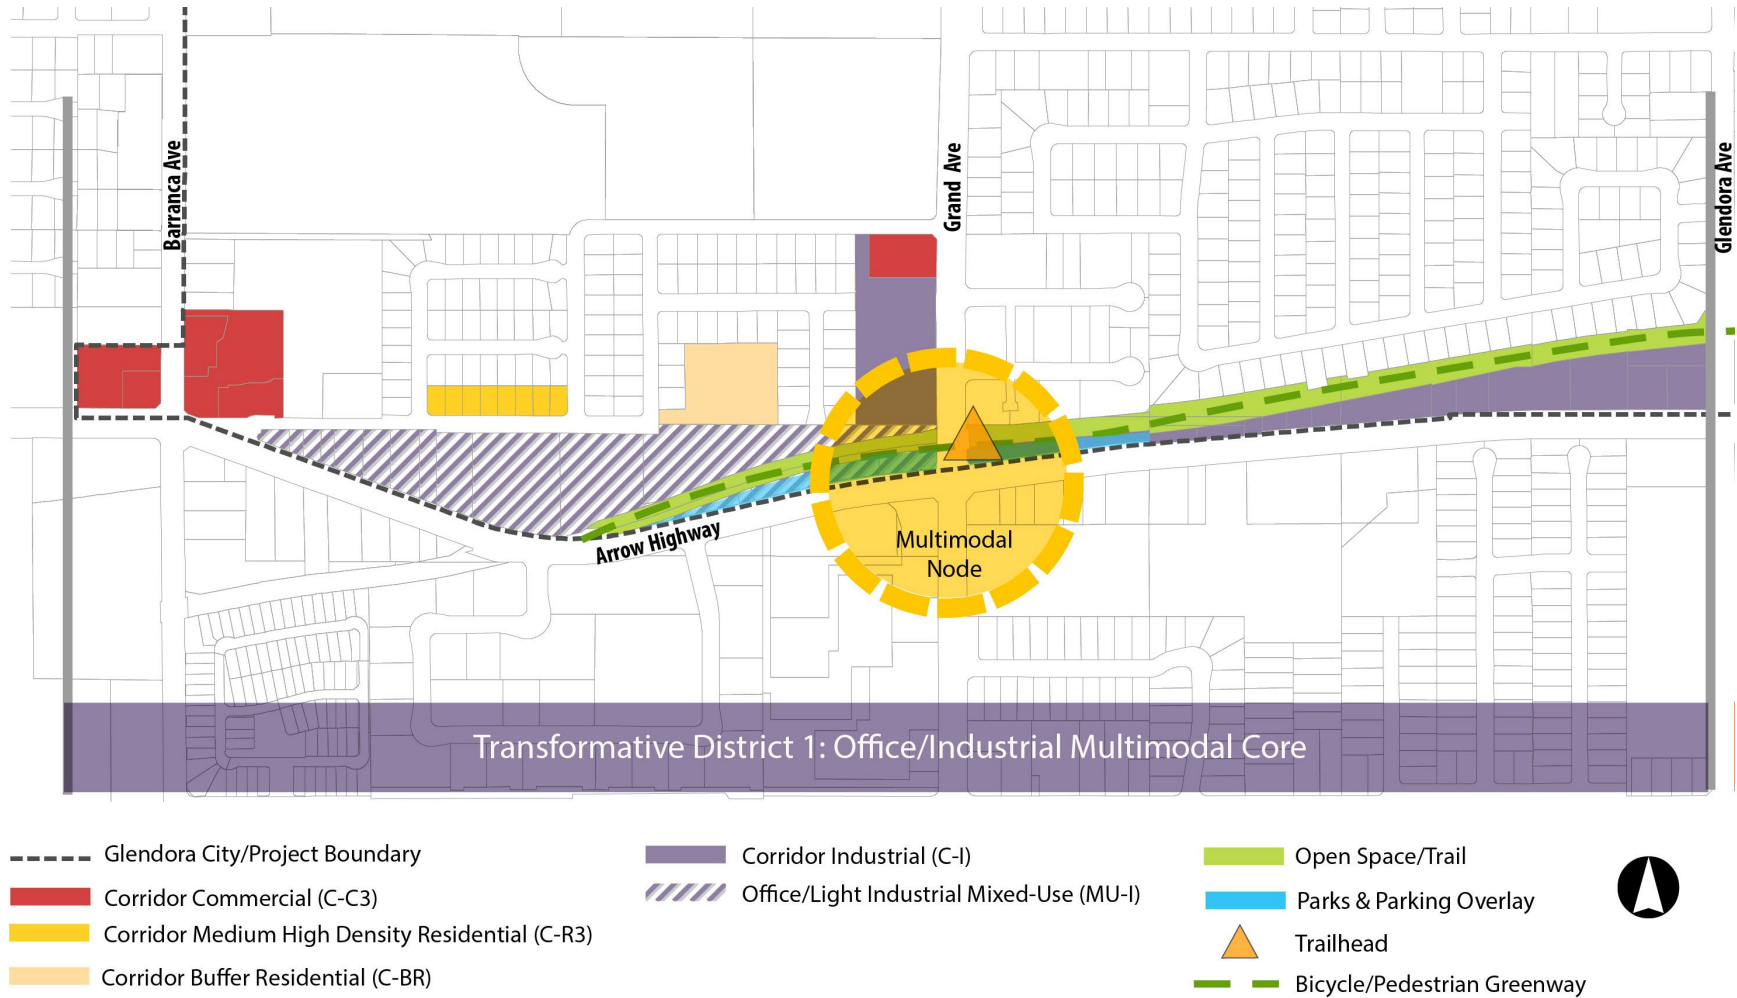 Barranca Ave
Grand Ave
Glendora Ave
Arrow Highway
Multimodal
Node
Transformative District 1: Office/Industrial Multimodal Core
Glendora City/Project Boundary
Corridor Commercial (C-C3)
Corridor Medium High Density Residential (C-R3)
Corridor Buffer Residential (C-BR)
Corridor Industrial (C-I)
Office/Light Industrial Mixed-Use (MU-I)
Open Space/Trail
Parks & Parking Overlay
Trailhead
Bicycle/Pedestrian Greenway